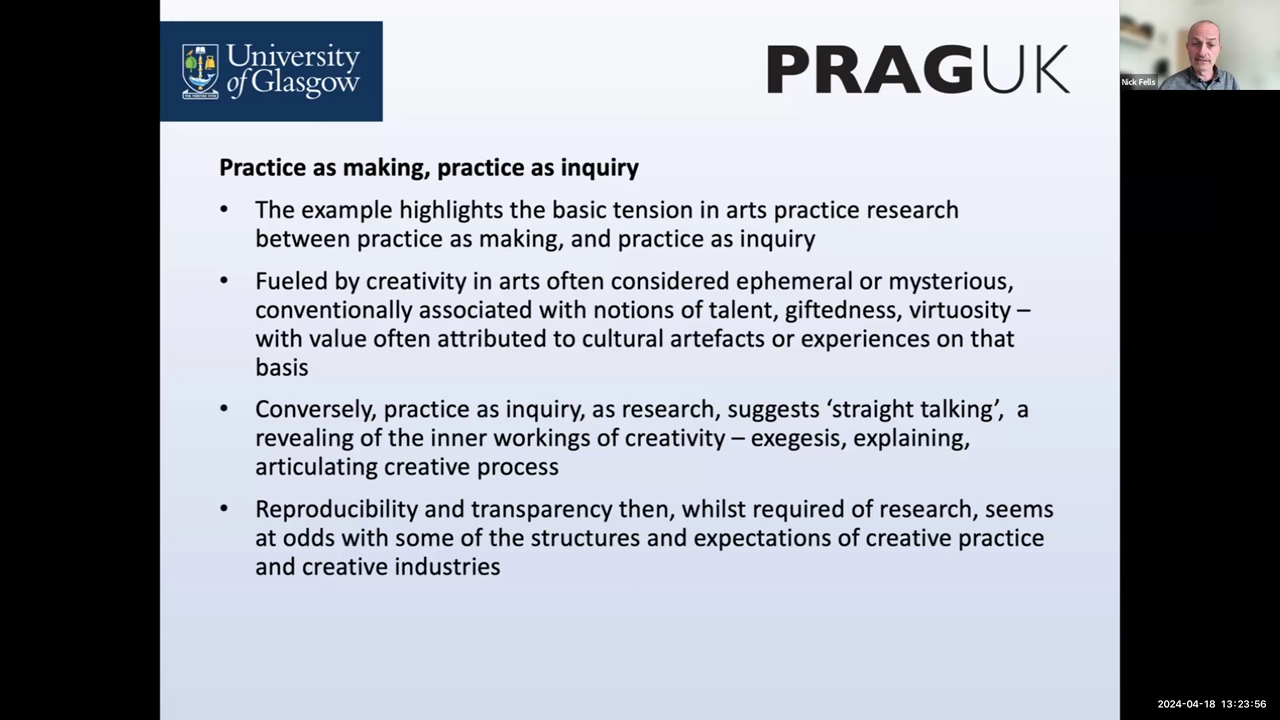 University
of Glasgow
PRAGUK
Nick Fells
Practice as making, practice as inquiry
• The example highlights the basic tension in arts practice research
between practice as making, and practice as inquiry
• Fueled by creativity in arts often considered ephemeral or mysterious,
conventionally associated with notions of talent, giftedness, virtuosity –
with value often attributed to cultural artefacts or experiences on that
basis
• Conversely, practice as inquiry, as research, suggests ‘straight talking’,  a
revealing of the inner workings of creativity – exegesis, explaining,
articulating creative process
• Reproducibility and transparency then, whilst required of research, seems
at odds with some of the structures and expectations of creative practice
and creative industries
2024-04-18 13:23:56